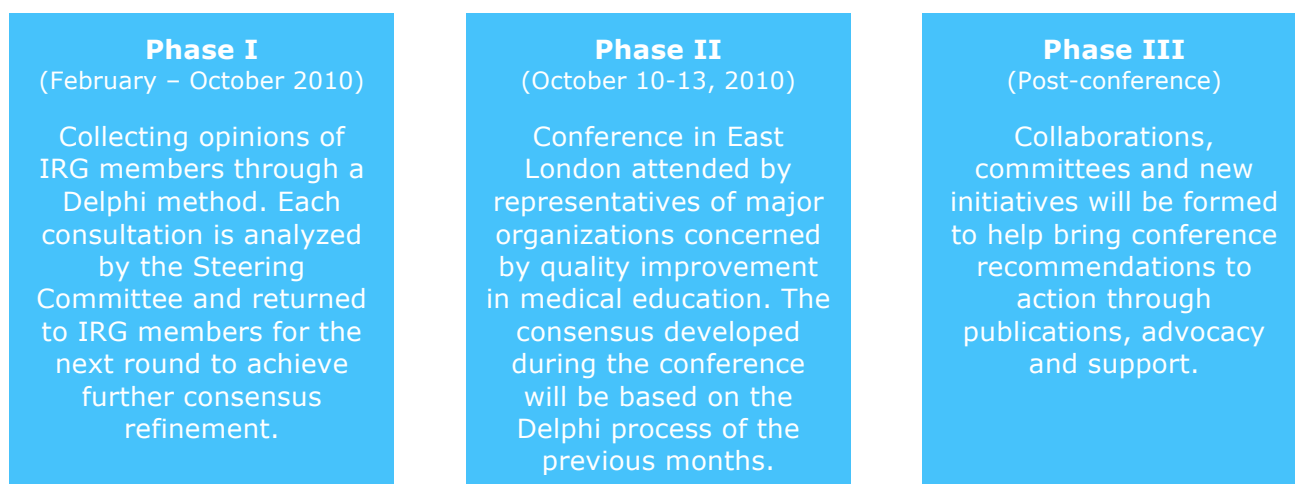 Phase I
(February – October 2010)
Collecting opinions of
IRG members through a
Delphi method. Each
consultation is analyzed
by the Steering
Committee and returned
to IRG members for the
next round to achieve
further consensus
refinement.
Phase II
(October 10-13, 2010)
Conference in East
London attended by
representatives of major
organizations concerned
by quality improvement
in medical education. The
consensus developed
during the conference
will be based on the
Delphi process of the
previous months.
Phase III
(Post-conference)
Collaborations,
committees and new
initiatives will be formed
to help bring conference
recommendations to
action through
publications, advocacy
and support.